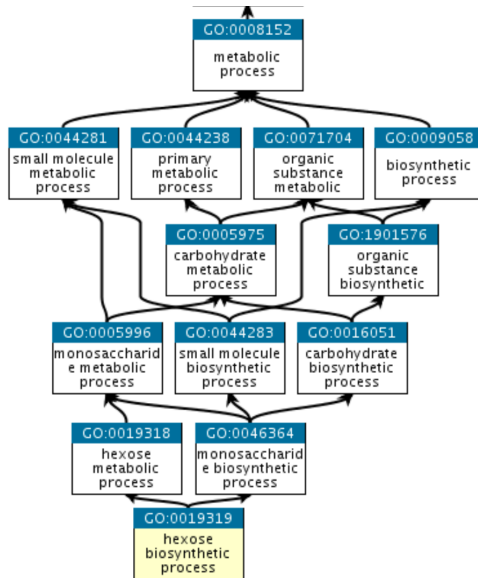 GO:0008152
metabolic
process
GO:0044281
small molecule
metabolic
process
GO:0044238
primary
metabolic
process
GO:0071704
organic
substance
metabolic
GO:0009058
biosynthetic
process
GO:0005975
carbohydrate
metabolic
process
GO:1901576
organic
substance
biosynthetic
GO:0005996
monosaccharid
e metabolic
process
GO:0044283
small molecule
biosynthetic
process
GO:0016051
carbohydrate
biosynthetic
process
GO:0019318
hexose
metabolic
process
GO:0046364
monosaccharid
e biosynthetic
process
GO:0019319
hexose
biosynthetic
process